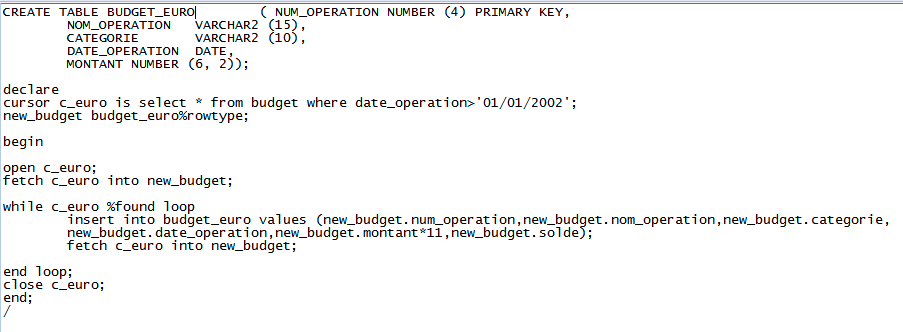 CREATE TABLE BUDGET_EURO ( NUM_OPERATION NUMBER (4) PRIMARY KEY,
NOM_OPERATION VARCHAR2 (15),
CATEGORIE VARCHAR2 (10),
DATE_OPERATION DATE,
MONTANT NUMBER (6, 2));
declare
cursor c_euro is select * from budget where date_operation>'01/01/2002';
new_budget budget_euro%rowtype;
begin
open c_euro;
fetch c_euro into new_budget;
while c_euro %found loop
insert into budget_euro values (new_budget.num_operation,new_budget.nom_operation,new_budget.categorie,
new_budget.date_operation,new_budget.montant*11,new_budget.solde);
fetch c_euro into new_budget;
end loop;
close c_euro;
end;
/